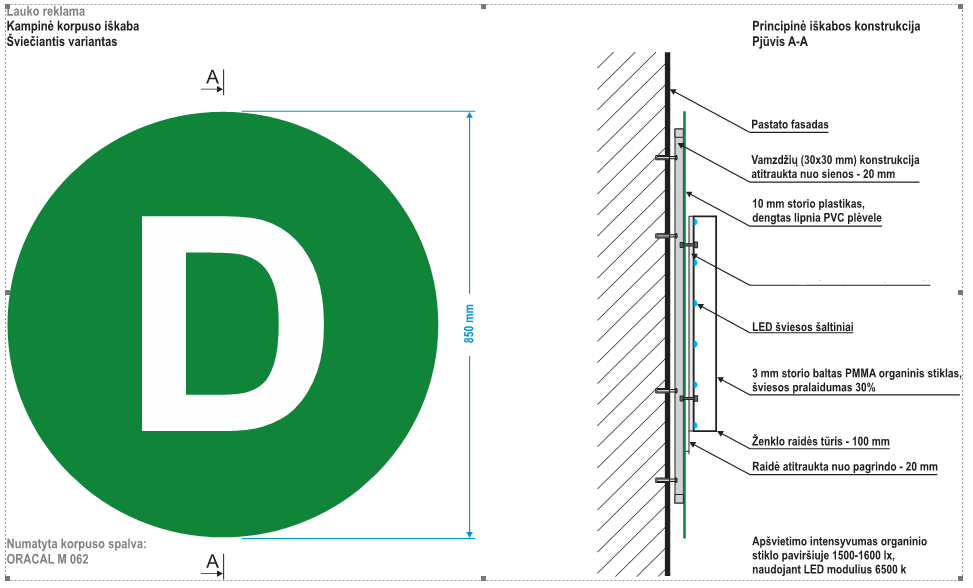 Lauko reklama
Kampinė korpuso iškaba
Šviečiantis variantas
A
D
850 mm
A
Numatyta korpuso spalva:
ORACAL M 062
Principinė iškabos konstrukcija
Pjūvis A-A
Pastato fasadas
Vamzdžių (30x30 mm) konstrukcija
atitraukta nuo sienos - 20 mm
10 mm storio plastikas,
dengtas lipnia PVC plėvele
LED šviesos šaltiniai
3 mm storio baltas PMMA organinis stiklas,
šviesos pralaidumas 30%
Ženklo raidės tūris - 100 mm
Raidė atitraukta nuo pagrindo - 20 mm
Apšvietimo intensyvumas organinio
stiklo paviršiuje 1500-1600 lx,
naudojant LED modulius 6500 k